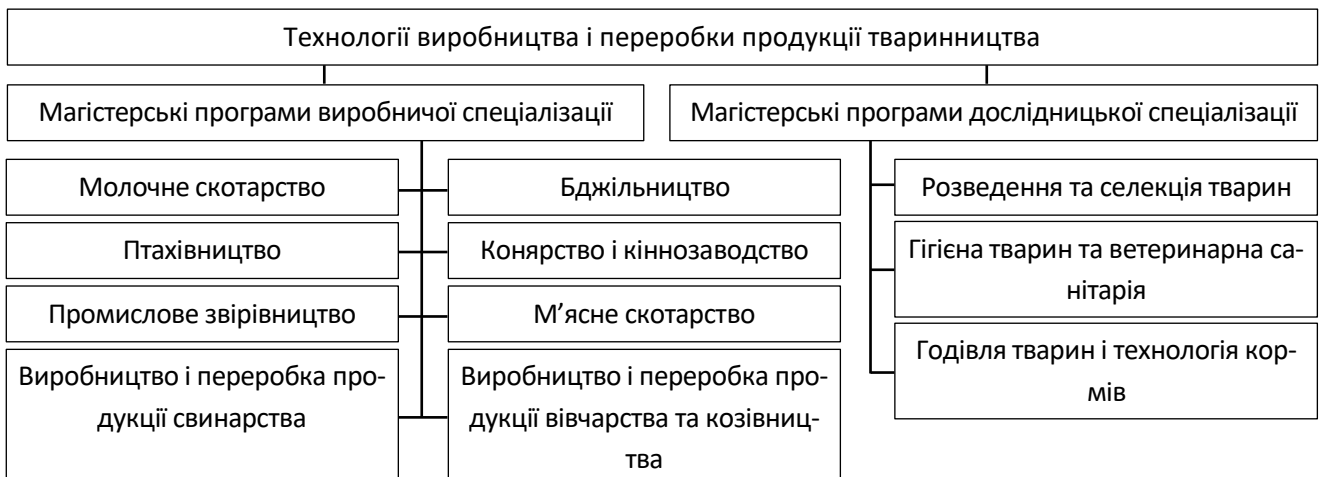 Технології виробництва і переробки продукції тваринництва
Магістерські програми виробничої спеціалізації
Магістерські програми дослідницької спеціалізації
Молочне скотарство
Бджільництво
Розведення та селекція тварин
Птахівництво
Конярство і кіннозаводство
Гігієна тварин та ветеринарна са-
нітарія
Промислове звірівництво
М’ясне скотарство
Годівля тварин і технологія кор-
мів
Виробництво і переробка про-
дукції свинарства
Виробництво і переробка про-
дукції вівчарства та козівниц-
тва